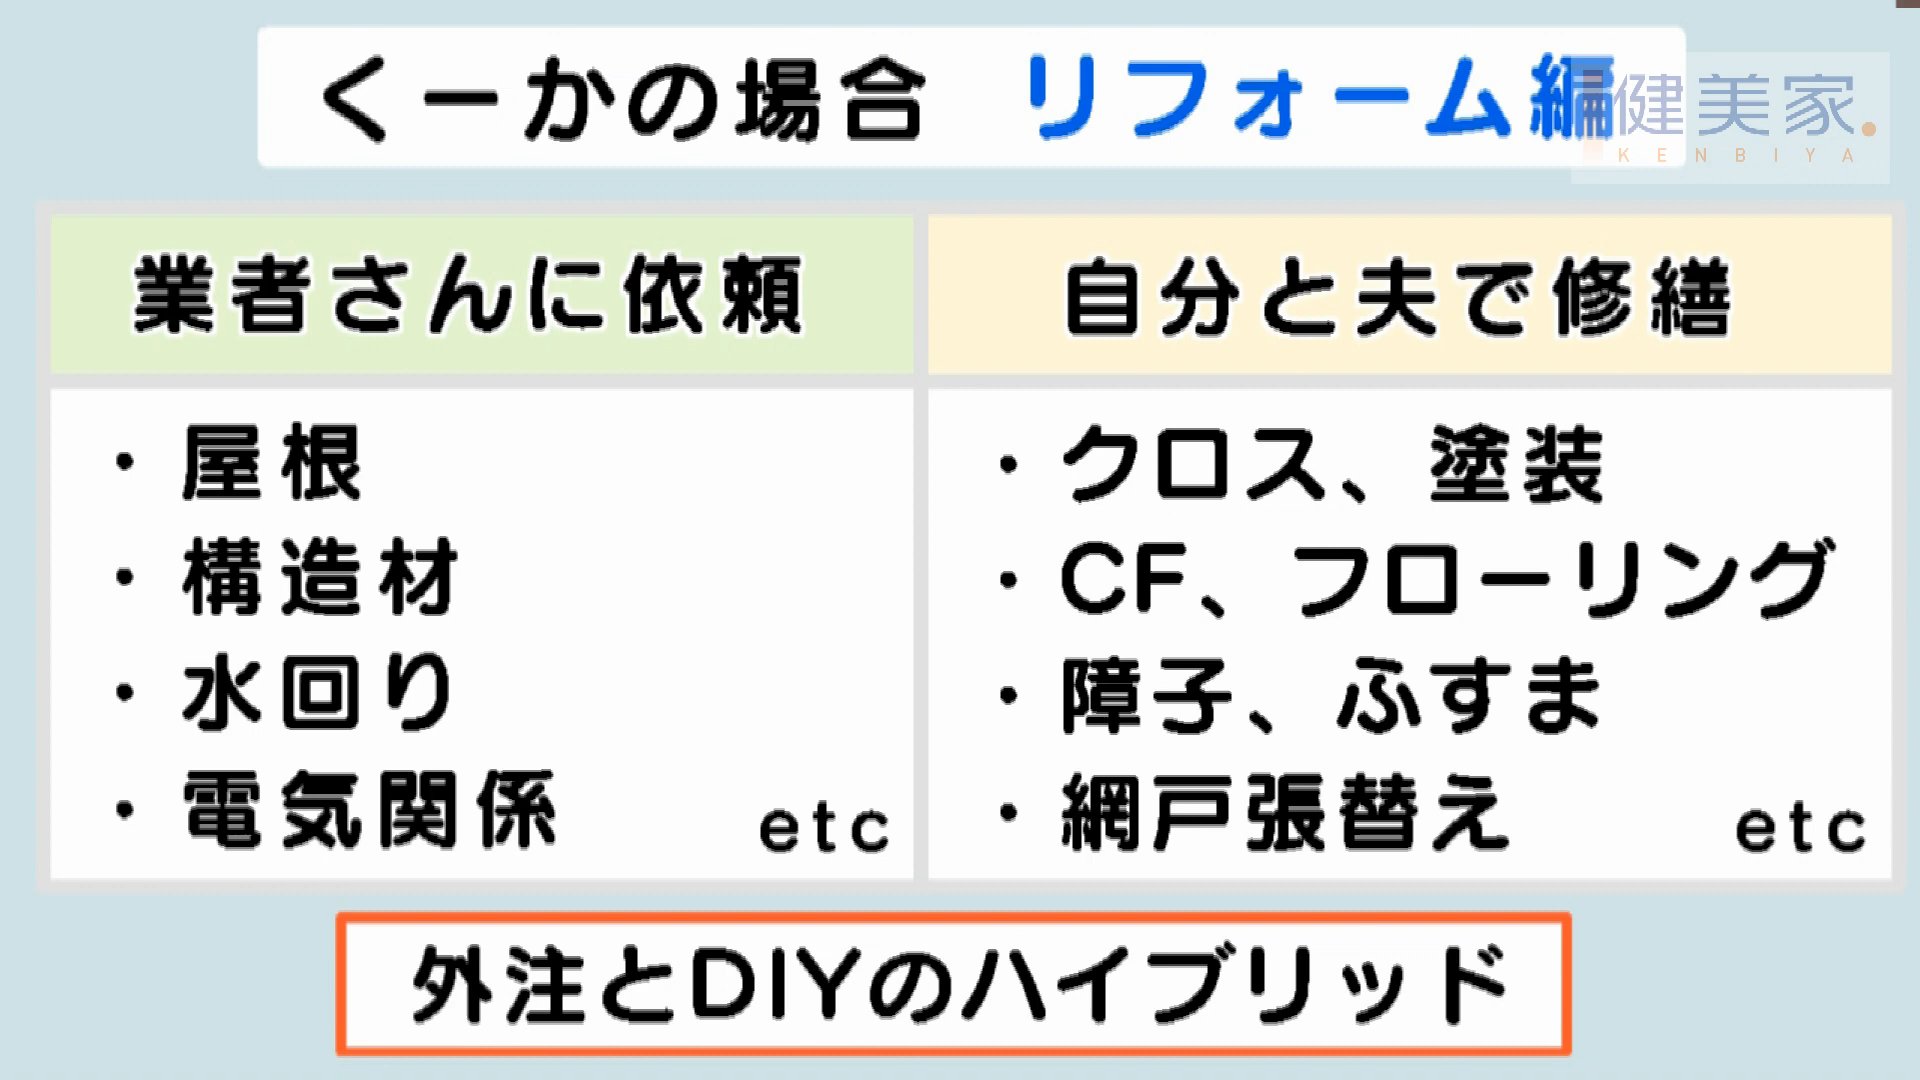 くーかの場合 リフォーム編
健美家.
KENBIYA
業者さんに依頼
自分と夫で修繕
・屋根
・構造材
・水回り
・電気関係 etc
・クロス、塗装
・CF、フローリング
・障子、ふすま
・網戸張替え etc
外注とDIYのハイブリッド